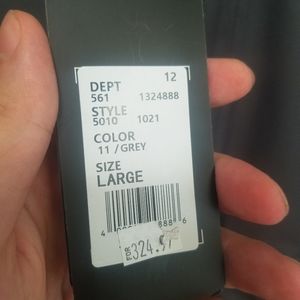 12
DEPT
561 1324888
STYLE
5010 1021
COLOR
11 /GREY
SIZE
LARGE